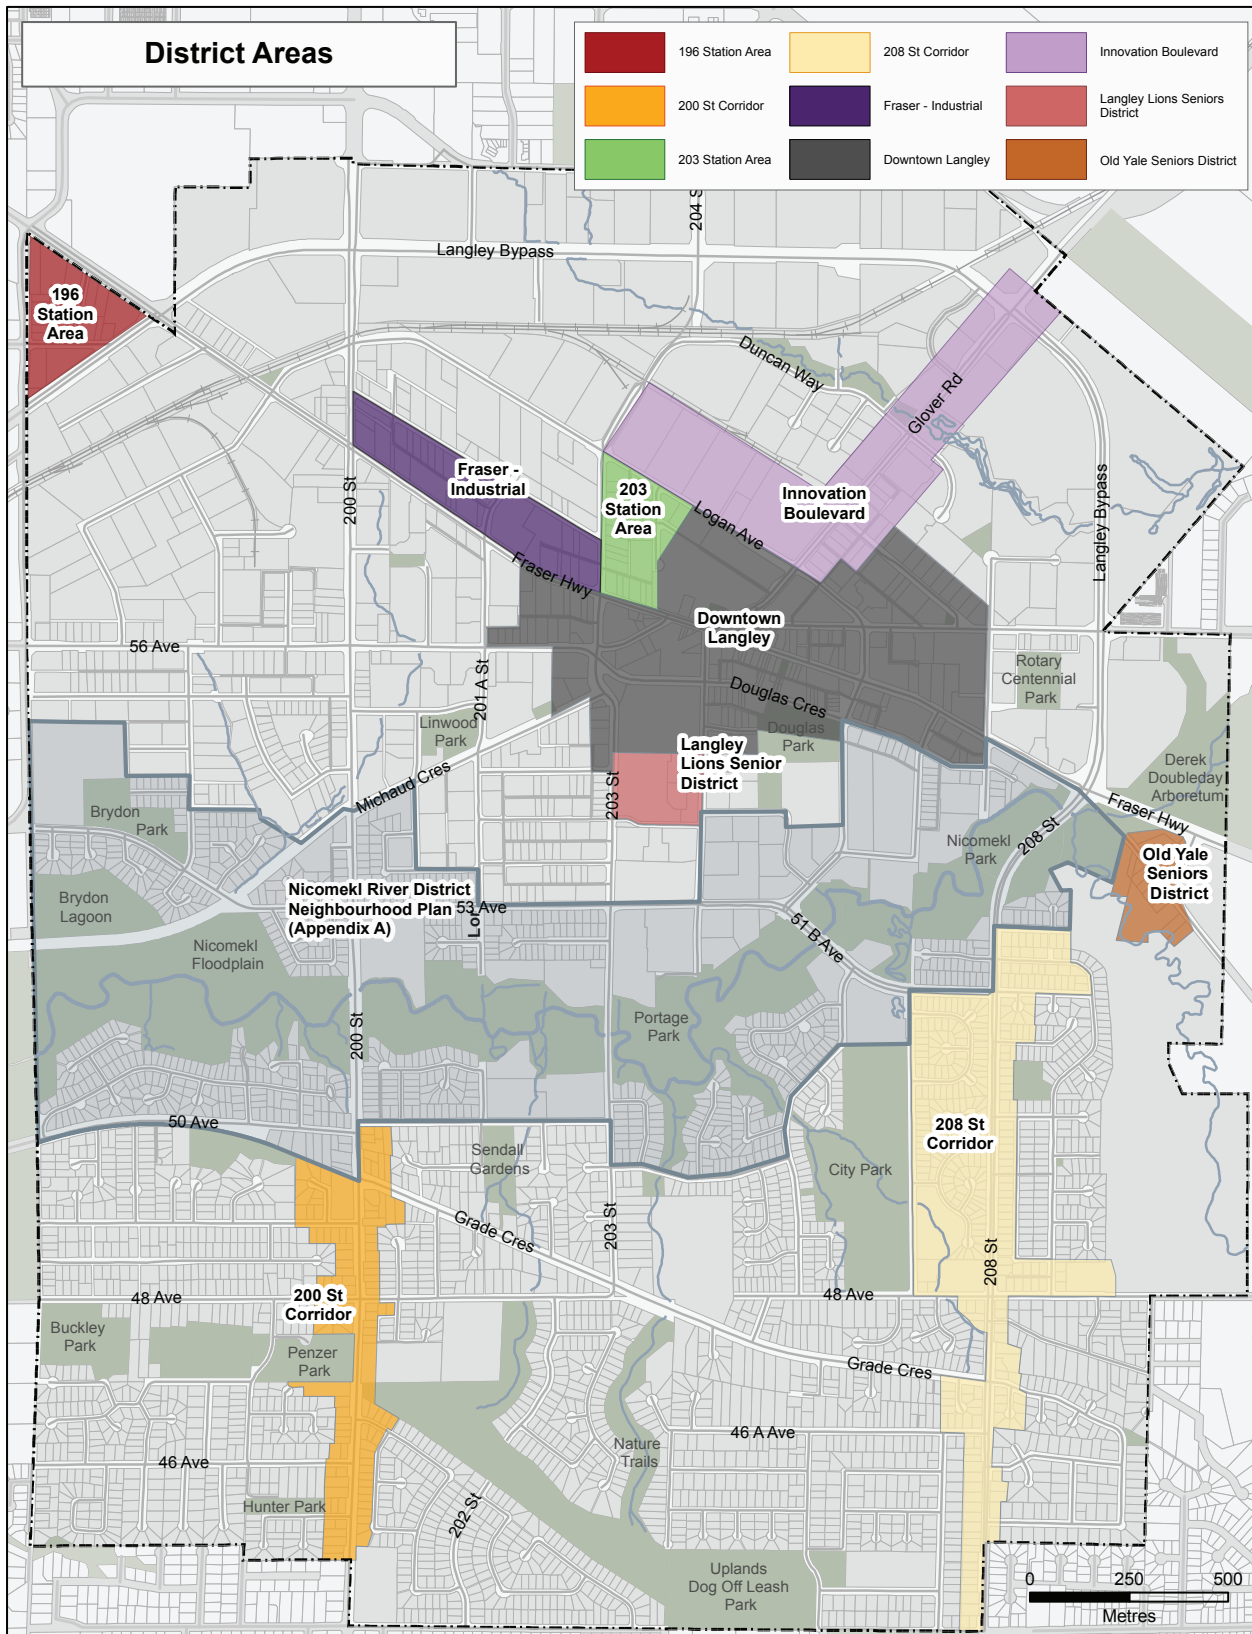 District Areas
196 Station Area
208 St Corridor
Innovation Boulevard
200 St Corridor
Fraser - Industrial
Langley Lions Seniors
District
203 Station Area
Downtown Langley
Old Yale Seniors District
204 S
Langley Bypass
196
Station
Area
Duncan Way
Glover Rd
200 St
Fraser -
Industrial
203
Station
Area
Innovation
Boulevard
Logan Ave
Langley Bypass
Fraser Hwy
Downtown
Langley
56 Ave
201 A St
Douglas Cres
Rotary
Centennial
Park
Linwood
Park
Douglas
Park
Langley
Lions Senior
District
Michaud Cres
203 St
Derek
Doubleday
Arboretum
Fraser Hwy
Brydon
Park
208 St
Nicomekl
Park
Old Yale
Seniors
District
Brydon
Lagoon
Nicomekl River District
Neighbourhood Plan
(Appendix A)
53 Ave
Lor
51 B Ave
Nicomekl
Floodplain
200 St
Portage
Park
50 Ave
Sendall
Gardens
City Park
208 St
Corridor
Grade Cres
203 St
208 St
48 Ave
200 St
Corridor
48 Ave
Buckley
Park
Penzer
Park
Grade Cres
46 Ave
Nature
Trails
46 A Ave
Hunter Park
202 St
Uplands
Dog Off Leash
Park
0 250 500
Metres